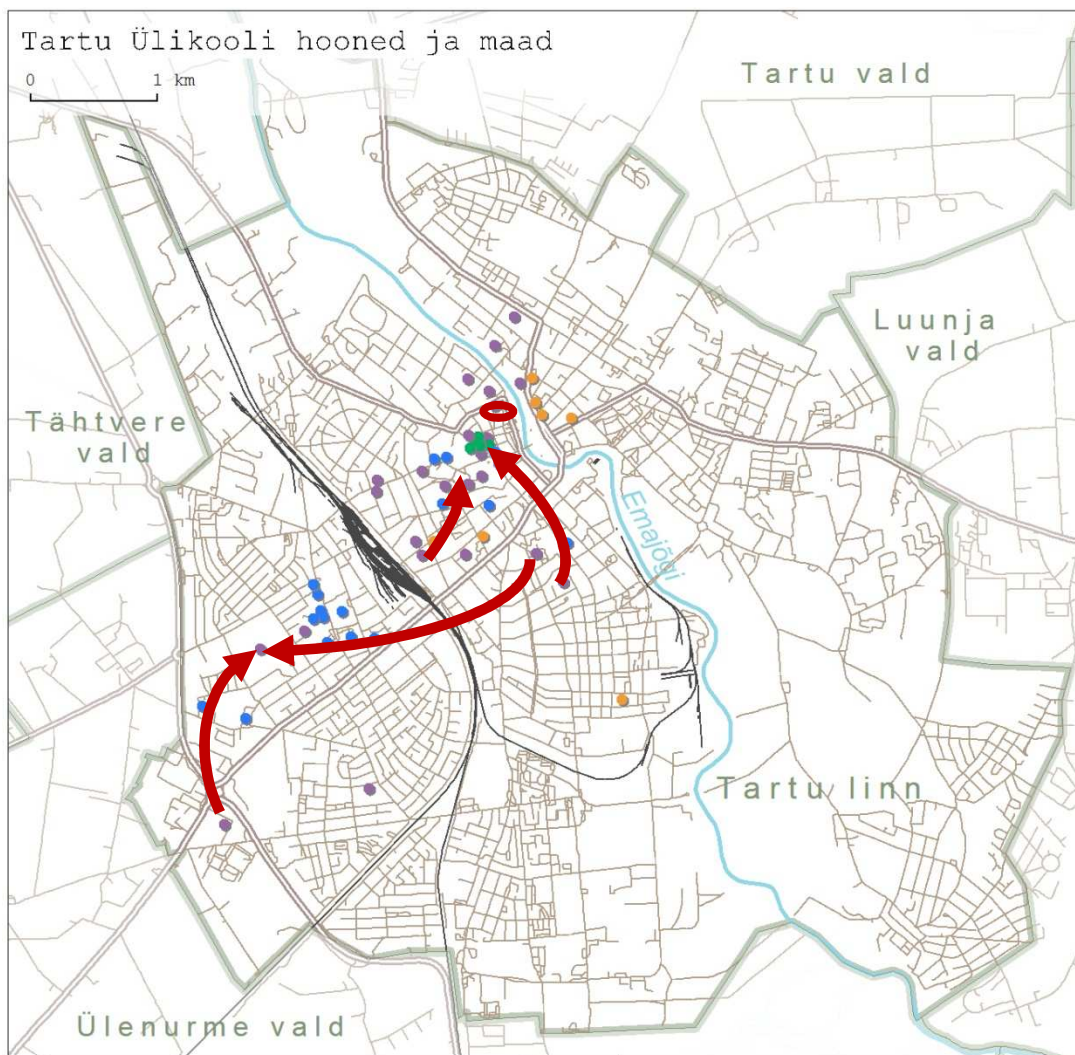 Tartu Ülikooli hooned ja maad
0 1 km
Tartu vald
Luunja
vald
Tähtvere
vald
Emajõgi
Tartu linn
Ülenurme vald